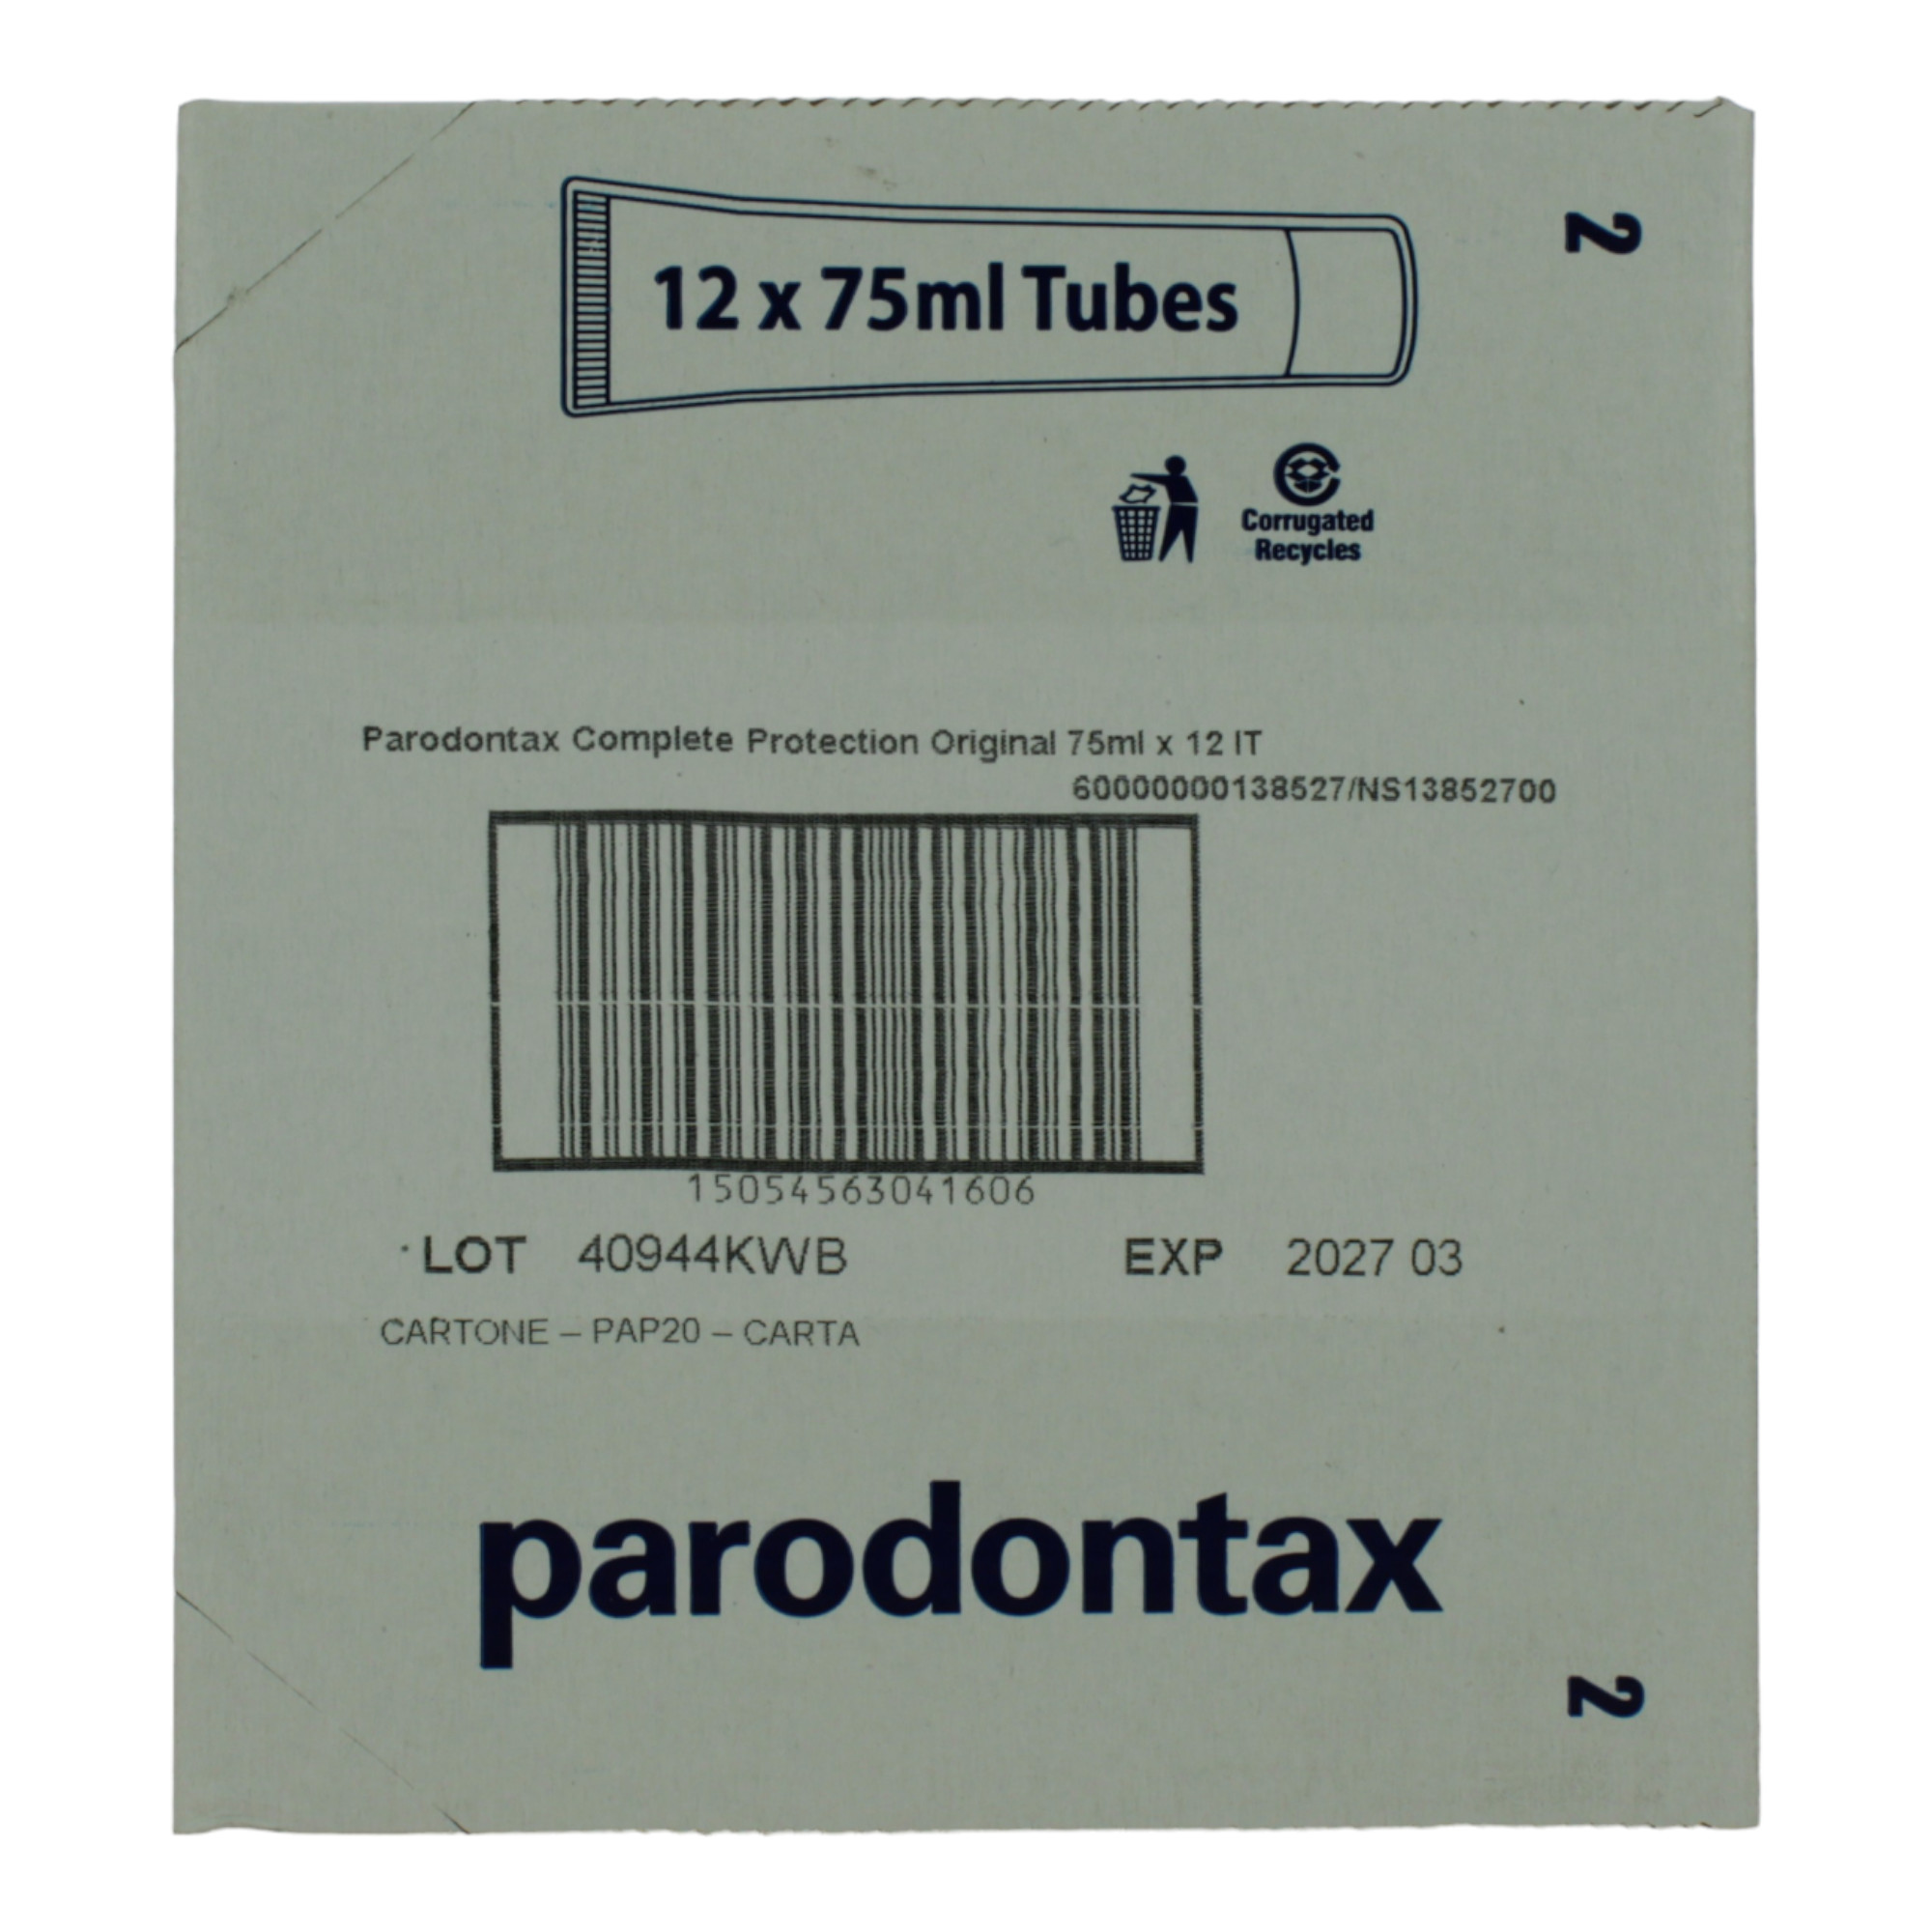 2
12 x 75ml Tubes
Corrugated
Recycles
Parodontax Complete Protection Original 75ml x 12 IT
60000000138527/NS13852700
15054563041606
LOT 40944KWB EXP 2027 03
CARTONE – PAP20 – CARTA
parodontax
2